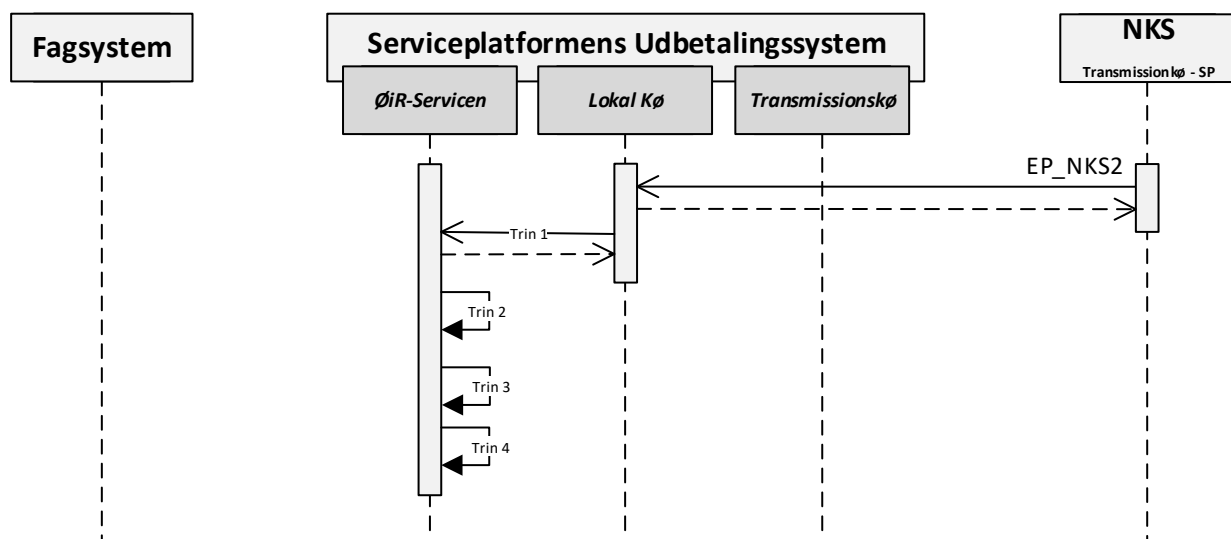 Fagsystem
Serviceplatformens Udbetalingssystem
NKS
Transmissionkø - SP
ØiR-Servicen
Lokal Kø
Transmissionskø
EP_NKS2
Trin 1
Trin 2
Trin 3
Trin 4